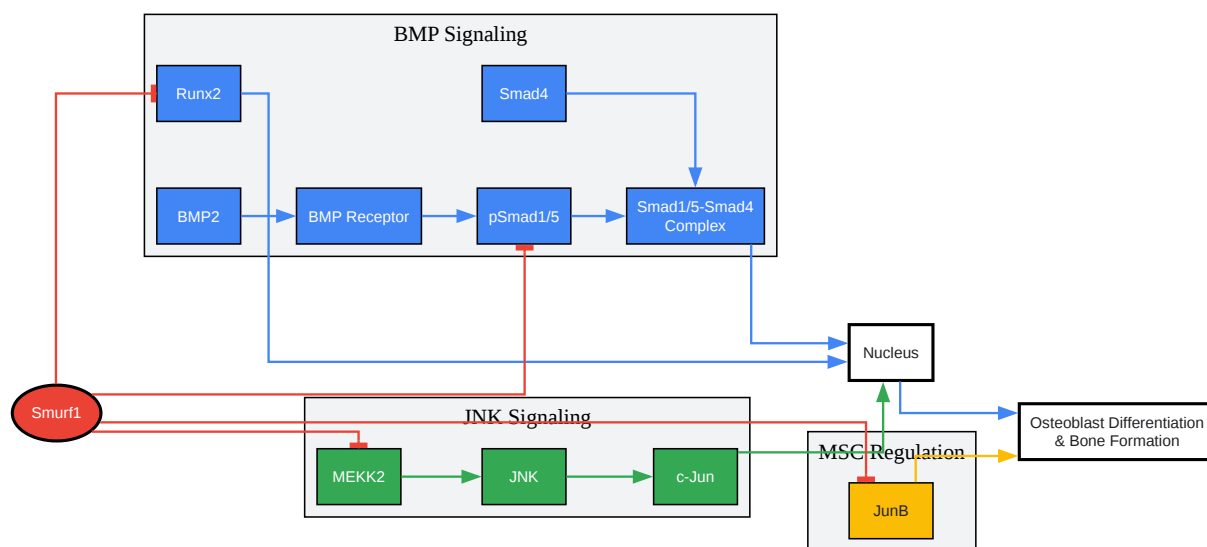 BMP Signaling
Runx2
Smad4
BMP2
BMP Receptor
pSmad1/5
Smad1/5-Smad4
Complex
Nucleus
Smurf1
JNK Signaling
Osteoblast Differentiation
& Bone Formation
MSC Regulation
MEKK2
JNK
c-Jun
JunB